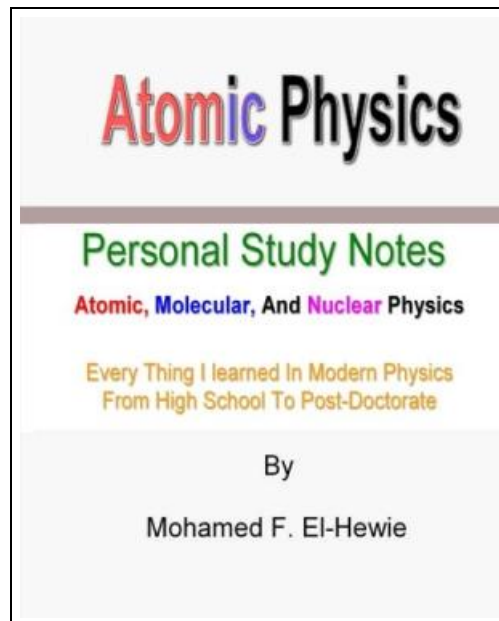 Atomic Physics
Personal Study Notes
Atomic, Molecular, And Nuclear Physics
Every Thing I learned In Modern Physics
From High School To Post-Doctorate
By
Mohamed F. El-Hewie